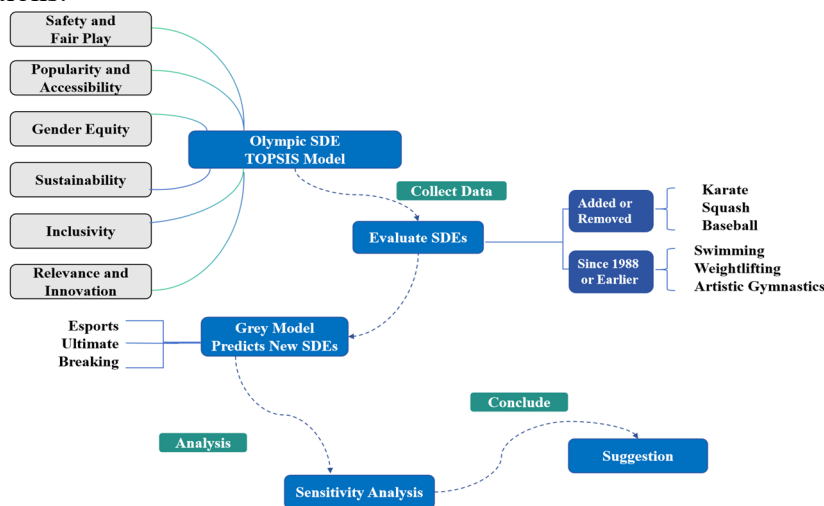 Safety and
Fair Play
Popularity and
Accessibility
Gender Equity
Sustainability
Inclusivity
Relevance and
Innovation
Olympic SDE
TOPSIS Model
Collect Data
Evaluate SDEs
Added or
Removed
Karate
Squash
Baseball
Since 1988
or Earlier
Swimming
Weightlifting
Artistic Gymnastics
Grey Model
Predicts New SDEs
Esports
Ultimate
Breaking
Analysis
Sensitivity Analysis
Conclude
Suggestion